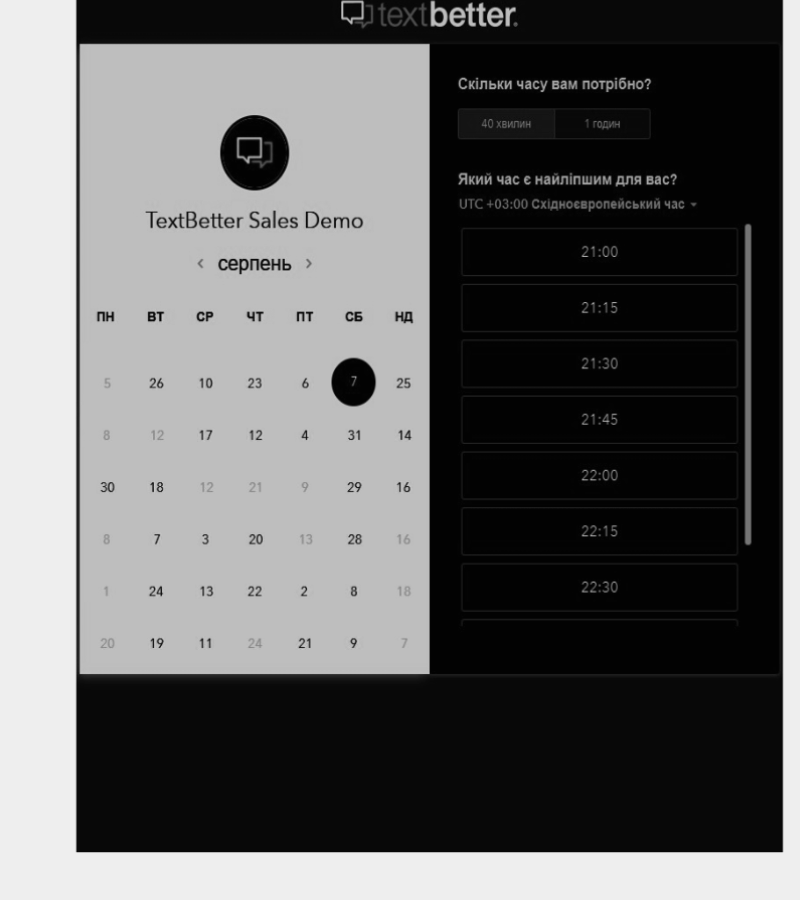 textbetter.
TextBetter Sales Demo
‹ серпень ›
ПН ВТ СР ЧТ ПТ СБ НД
5 26 10 23 6 7 25
8 12 17 12 4 31 14
30 18 12 21 9 29 16
8 7 3 20 13 28 16
1 24 13 22 2 8 18
20 19 11 24 21 9 7
Скільки часу вам потрібно?
40 хвилин 1 годин
Який час є найліпшим для вас?
UTC +03:00 Східноєвропейський час
21:00
21:15
21:30
21:45
22:00
22:15
22:30